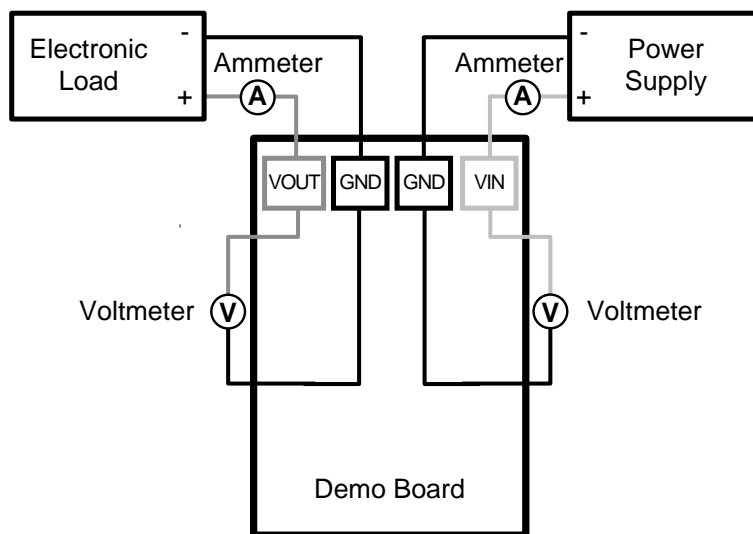 Electronic
Load
-
+
Ammeter
A
Ammeter
A
-
+
Power
Supply
VOUT
GND
GND
VIN
Voltmeter
V
V
Voltmeter
Demo Board